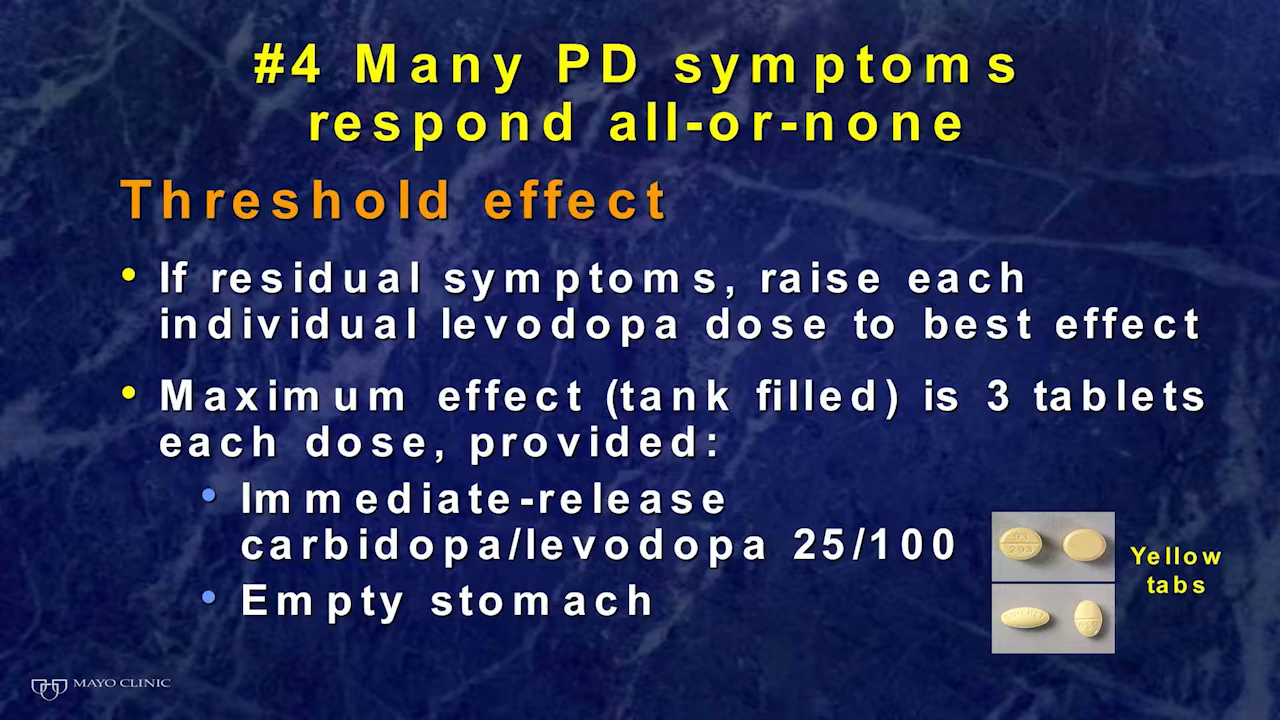 #4 Many PD symptoms
respond all-or-none
Threshold effect
• If residual symptoms, raise each
individual levodopa dose to best effect
• Maximum effect (tank filled) is 3 tablets
each dose, provided:
• Immediate-release
carbidopa/levodopa 25/100
• Empty stomach
Yellow
tabs
MAYO CLINIC